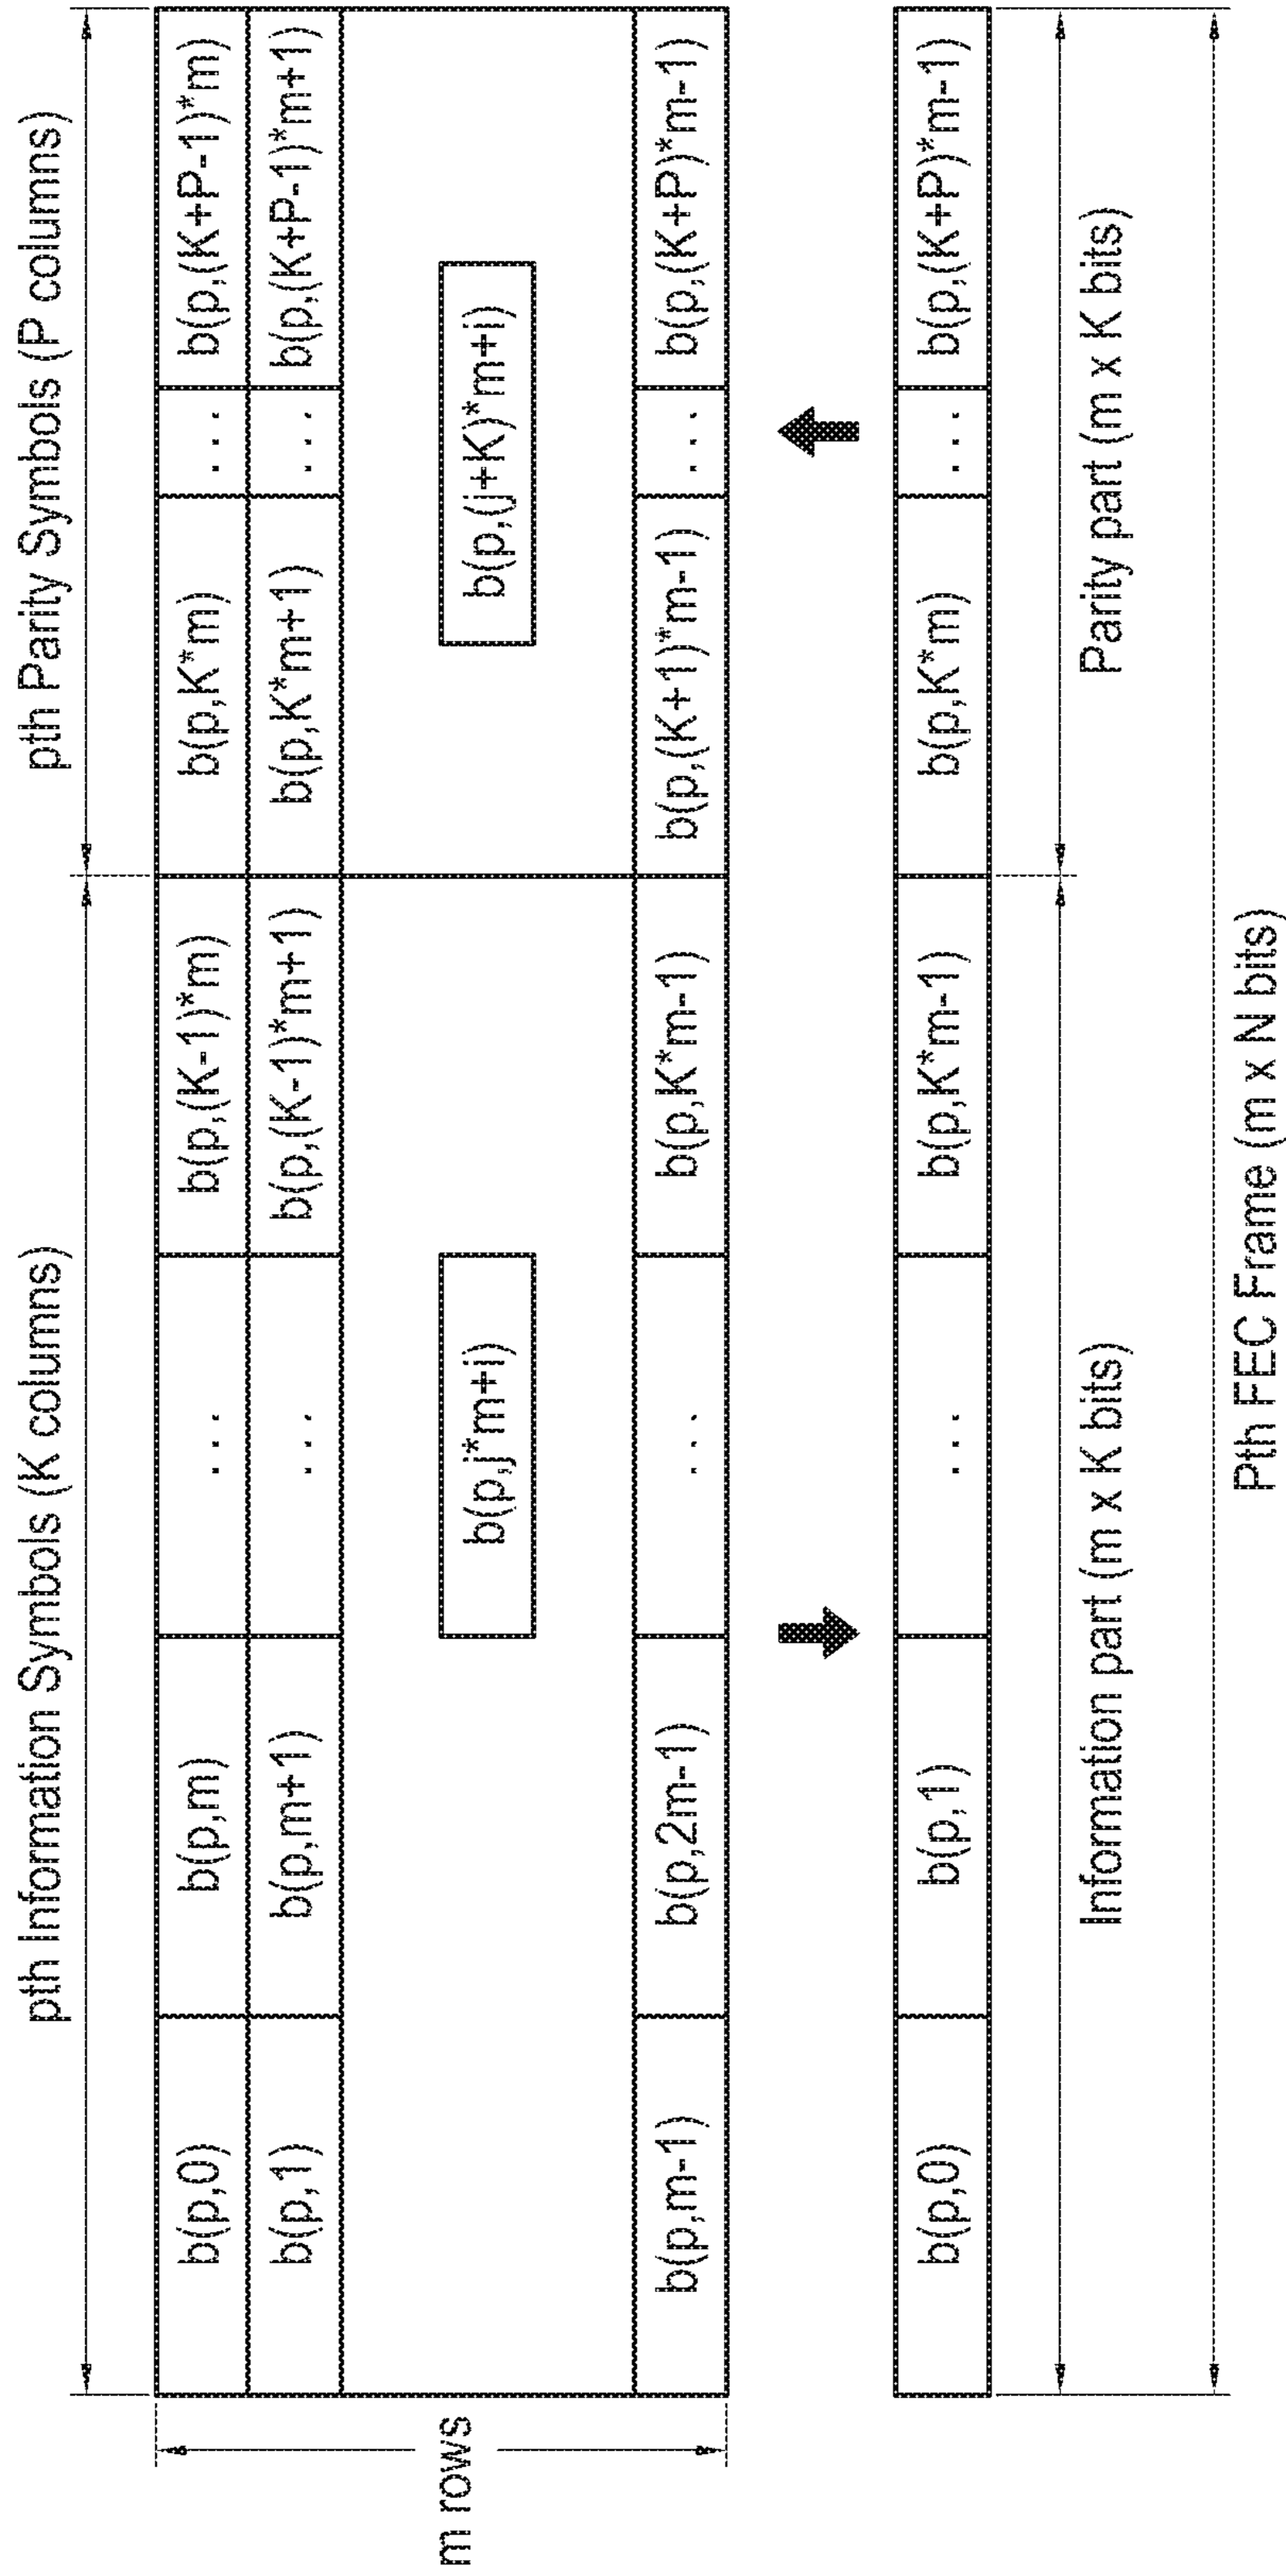 pth Information Symbols (K columns) pth Parity Symbols (P columns)
b(p,0) b(p,m) ... b(p,(K-1)*m) b(p,K*m) ... b(p,(K+P-1)*m)
b(p,1) b(p,m+1) ... b(p,(K-1)*m+1) b(p,K*m+1) ... b(p,(K+P-1)*m+1)
m rows b(p,j*m+i) b(p,(j+K)*m+i)
b(p,m-1) b(p,2m-1) ... b(p,K*m-1) b(p,(K+1)*m-1) ... b(p,(K+P)*m-1)
b(p,0) b(p,1) ... b(p,K*m-1) b(p,K*m) ... b(p,(K+P)*m-1)
Information part (m x K bits) Parity part (m x K bits)
Pth FEC Frame (m x N bits)